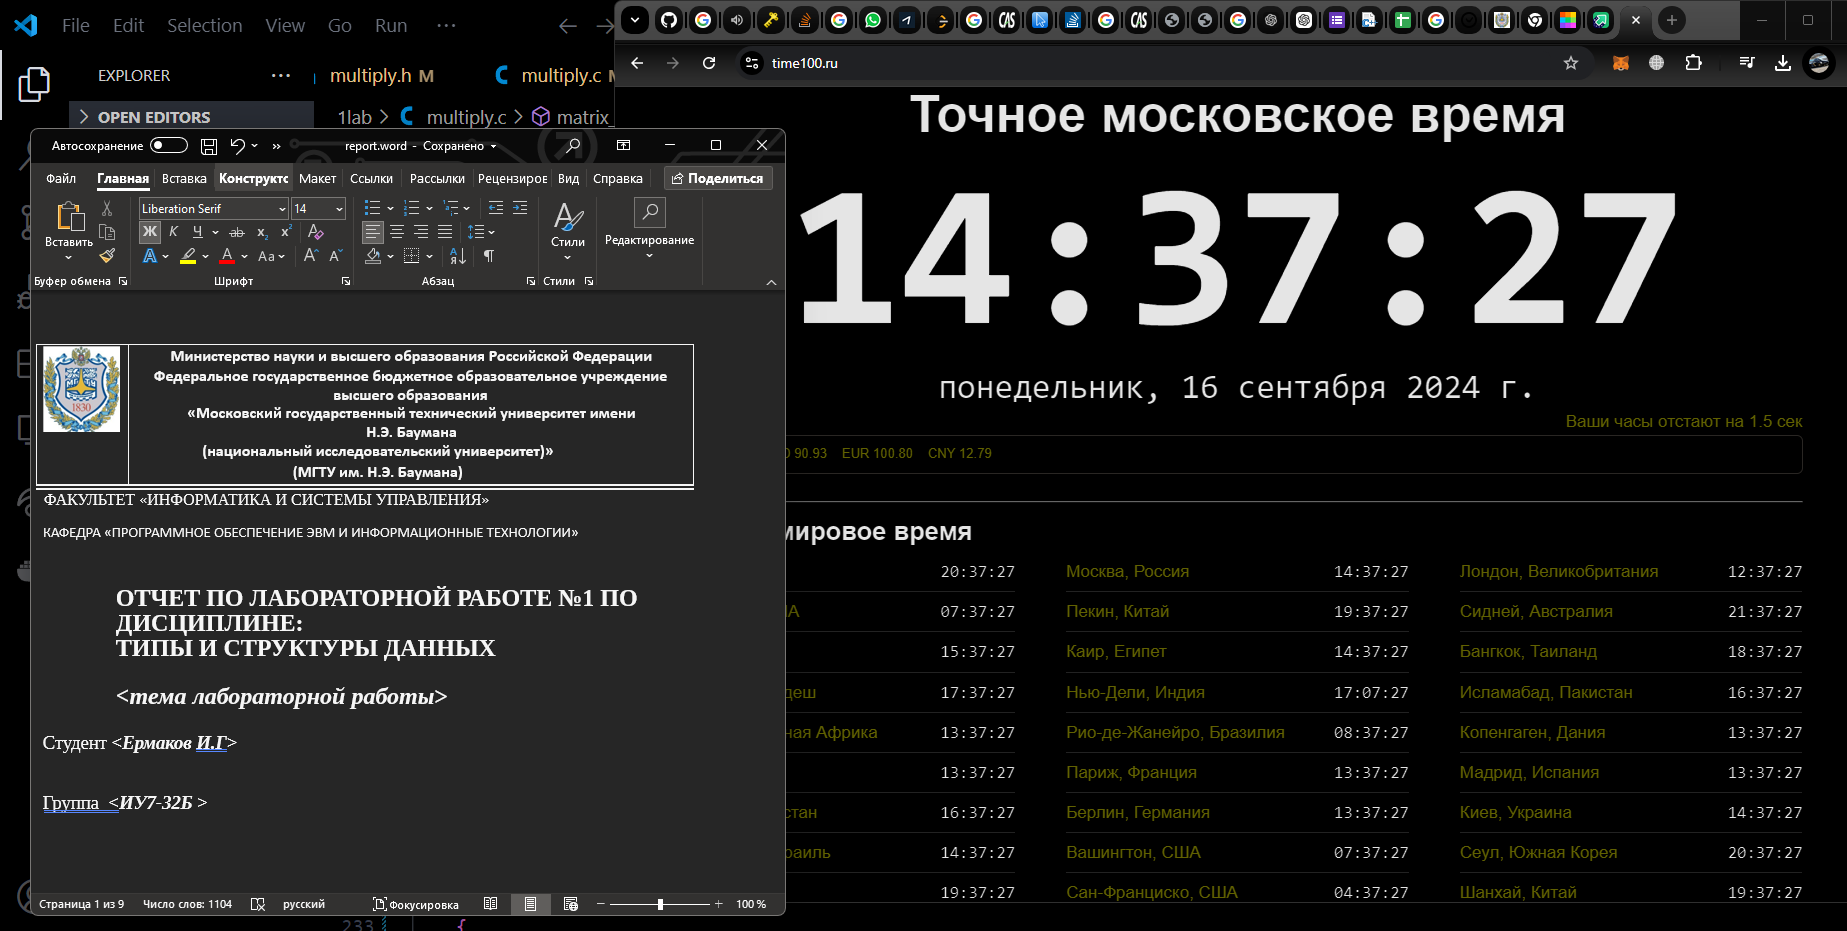 File Edit Selection View Go Run ···
EXPLORER ···
multiply.h M
multiply.c
OPEN EDITORS
1lab > C multiply.c > matrix_
Автосохранение
report.word - Сохранено
Файл Главная Вставка Конструктс Макет Ссылки Рассылки Рецензиров Вид Справка Поделиться
Liberation Serif 14
Вставить
Ж К Ч ab x₂ x²
A A Aa A A АЯ ¶
Стили
Редактирование
Буфер обмена Шрифт Абзац Стили
1830
Министерство науки и высшего образования Российской Федерации
Федеральное государственное бюджетное образовательное учреждение
высшего образования
«Московский государственный технический университет имени
Н.Э. Баумана
(национальный исследовательский университет)»
(МГТУ им. Н.Э. Баумана)
ФАКУЛЬТЕТ «ИНФОРМАТИКА И СИСТЕМЫ УПРАВЛЕНИЯ»
КАФЕДРА «ПРОГРАММНОЕ ОБЕСПЕЧЕНИЕ ЭВМ И ИНФОРМАЦИОННЫЕ ТЕХНОЛОГИИ»
ОТЧЕТ ПО ЛАБОРАТОРНОЙ РАБОТЕ №1 ПО
ДИСЦИПЛИНЕ:
ТИПЫ И СТРУКТУРЫ ДАННЫХ
<тема лабораторной работы>
Студент <Ермаков И.Г>
Группа <ИУ7-32Б >
Страница 1 из 9 Число слов: 1104 русский Фокусировка 100 %
233 {
time100.ru
Точное московское время
14:37:27
понедельник, 16 сентября 2024 г.
Ваши часы отстают на 1.5 сек
90.93 EUR 100.80 CNY 12.79
мировое время
20:37:27 Москва, Россия 14:37:27 Лондон, Великобритания 12:37:27
07:37:27 Пекин, Китай 19:37:27 Сидней, Австралия 21:37:27
15:37:27 Каир, Египет 14:37:27 Бангкок, Таиланд 18:37:27
деш 17:37:27 Нью-Дели, Индия 17:07:27 Исламабад, Пакистан 16:37:27
ная Африка 13:37:27 Рио-де-Жанейро, Бразилия 08:37:27 Копенгаген, Дания 13:37:27
13:37:27 Париж, Франция 13:37:27 Мадрид, Испания 13:37:27
стан 16:37:27 Берлин, Германия 13:37:27 Киев, Украина 14:37:27
раиль 14:37:27 Вашингтон, США 07:37:27 Сеул, Южная Корея 20:37:27
19:37:27 Сан-Франциско, США 04:37:27 Шанхай, Китай 19:37:27